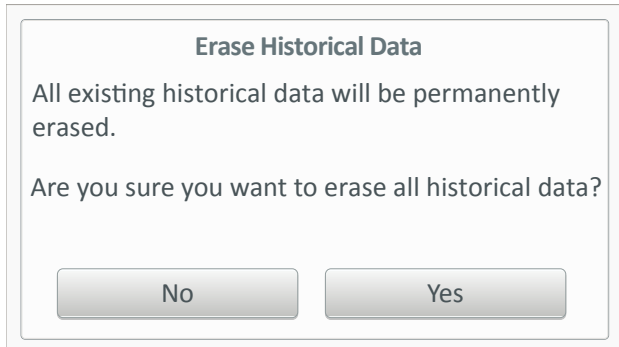 Erase Historical Data
All existing historical data will be permanently
erased.
Are you sure you want to erase all historical data?
No
Yes